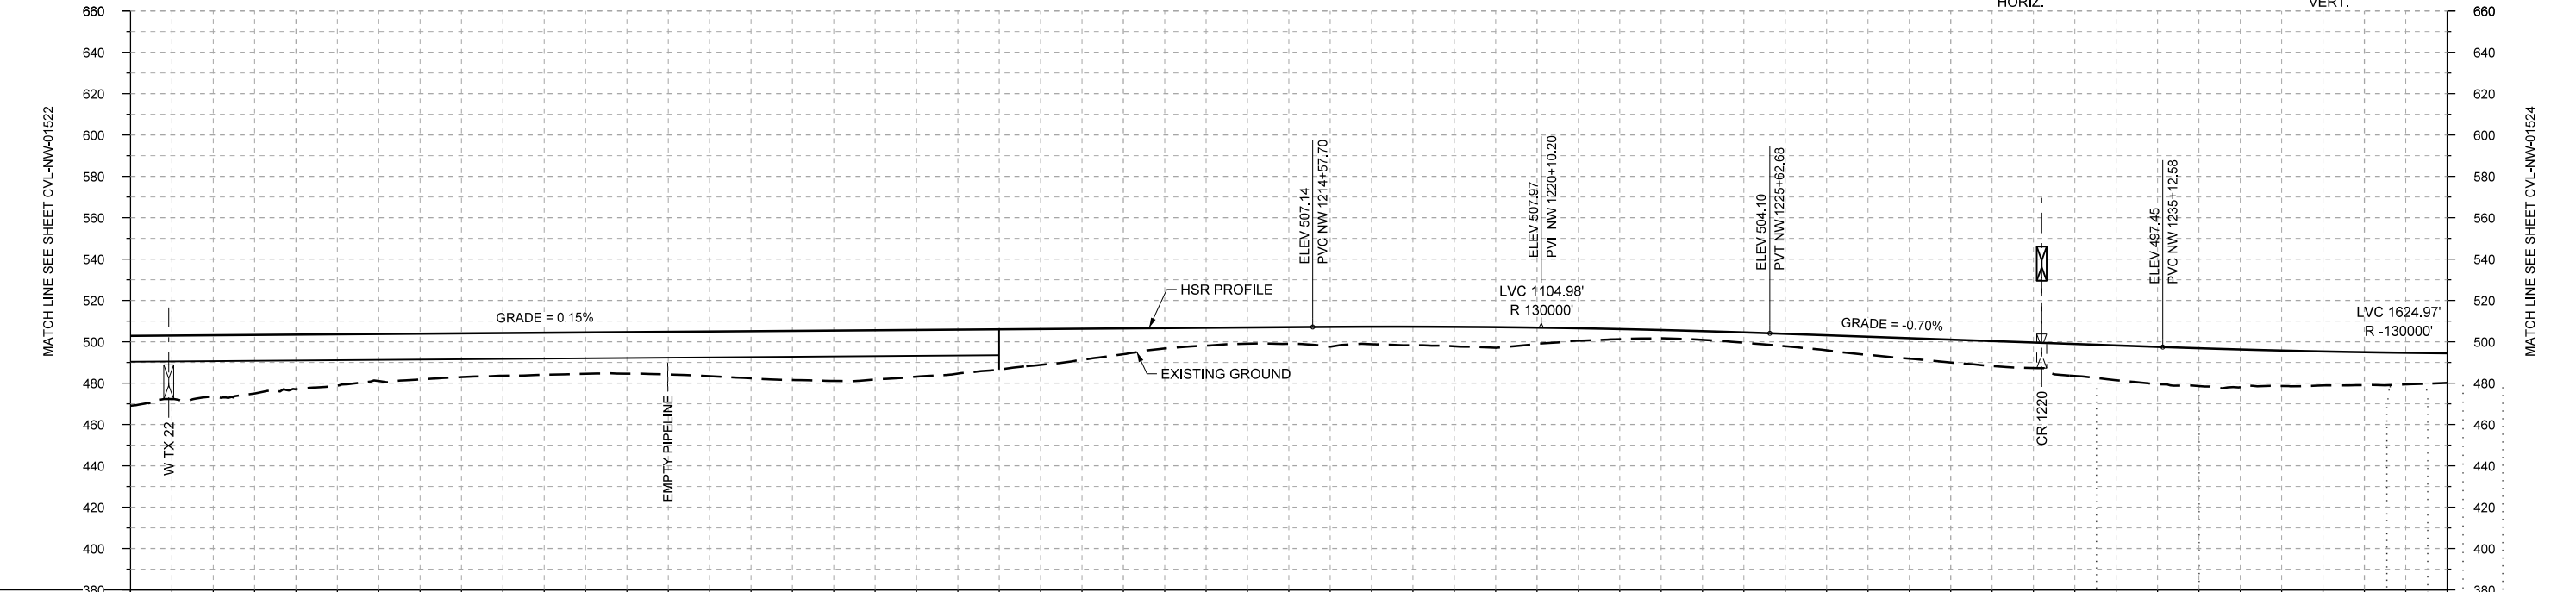 HORIZ.
VERT.
660
640
620
600
580
560
540
520
500
480
460
440
420
400
380
MATCH LINE SEE SHEET CVL-NW-01522
W TX 22
GRADE = 0.15%
EMPTY PIPELINE
HSR PROFILE
EXISTING GROUND
ELEV 507.14
PVC NW 1214+57.70
ELEV 507.97
PVI NW 1220+10.20
LVC 1104.98'
R 130000'
ELEV 504.10
PVT NW 1225+62.68
GRADE = -0.70%
CR 1220
ELEV 497.45
PVC NW 1235+12.58
LVC 1624.97'
R -130000'
660
640
620
600
580
560
540
520
500
480
460
440
420
400
380
MATCH LINE SEE SHEET CVL-NW-01524